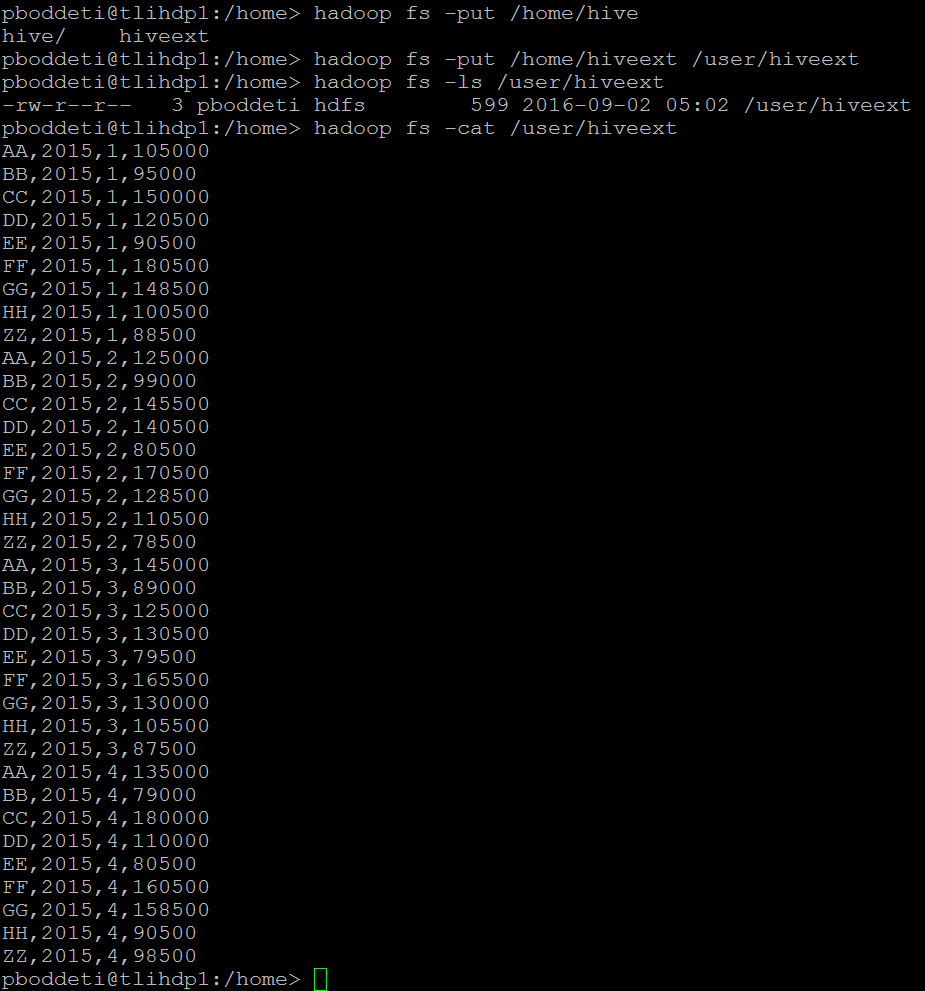 pboddeti@tlihdp1:/home> hadoop fs -put /home/hive
hive/    hiveext
pboddeti@tlihdp1:/home> hadoop fs -put /home/hiveext /user/hiveext
pboddeti@tlihdp1:/home> hadoop fs -ls /user/hiveext
-rw-r--r--   3 pboddeti hdfs        599 2016-09-02 05:02 /user/hiveext
pboddeti@tlihdp1:/home> hadoop fs -cat /user/hiveext
AA,2015,1,105000
BB,2015,1,95000
CC,2015,1,150000
DD,2015,1,120500
EE,2015,1,90500
FF,2015,1,180500
GG,2015,1,148500
HH,2015,1,100500
ZZ,2015,1,88500
AA,2015,2,125000
BB,2015,2,99000
CC,2015,2,145500
DD,2015,2,140500
EE,2015,2,80500
FF,2015,2,170500
GG,2015,2,128500
HH,2015,2,110500
ZZ,2015,2,78500
AA,2015,3,145000
BB,2015,3,89000
CC,2015,3,125000
DD,2015,3,130500
EE,2015,3,79500
FF,2015,3,165500
GG,2015,3,130000
HH,2015,3,105500
ZZ,2015,3,87500
AA,2015,4,135000
BB,2015,4,79000
CC,2015,4,180000
DD,2015,4,110000
EE,2015,4,80500
FF,2015,4,160500
GG,2015,4,158500
HH,2015,4,90500
ZZ,2015,4,98500
pboddeti@tlihdp1:/home>